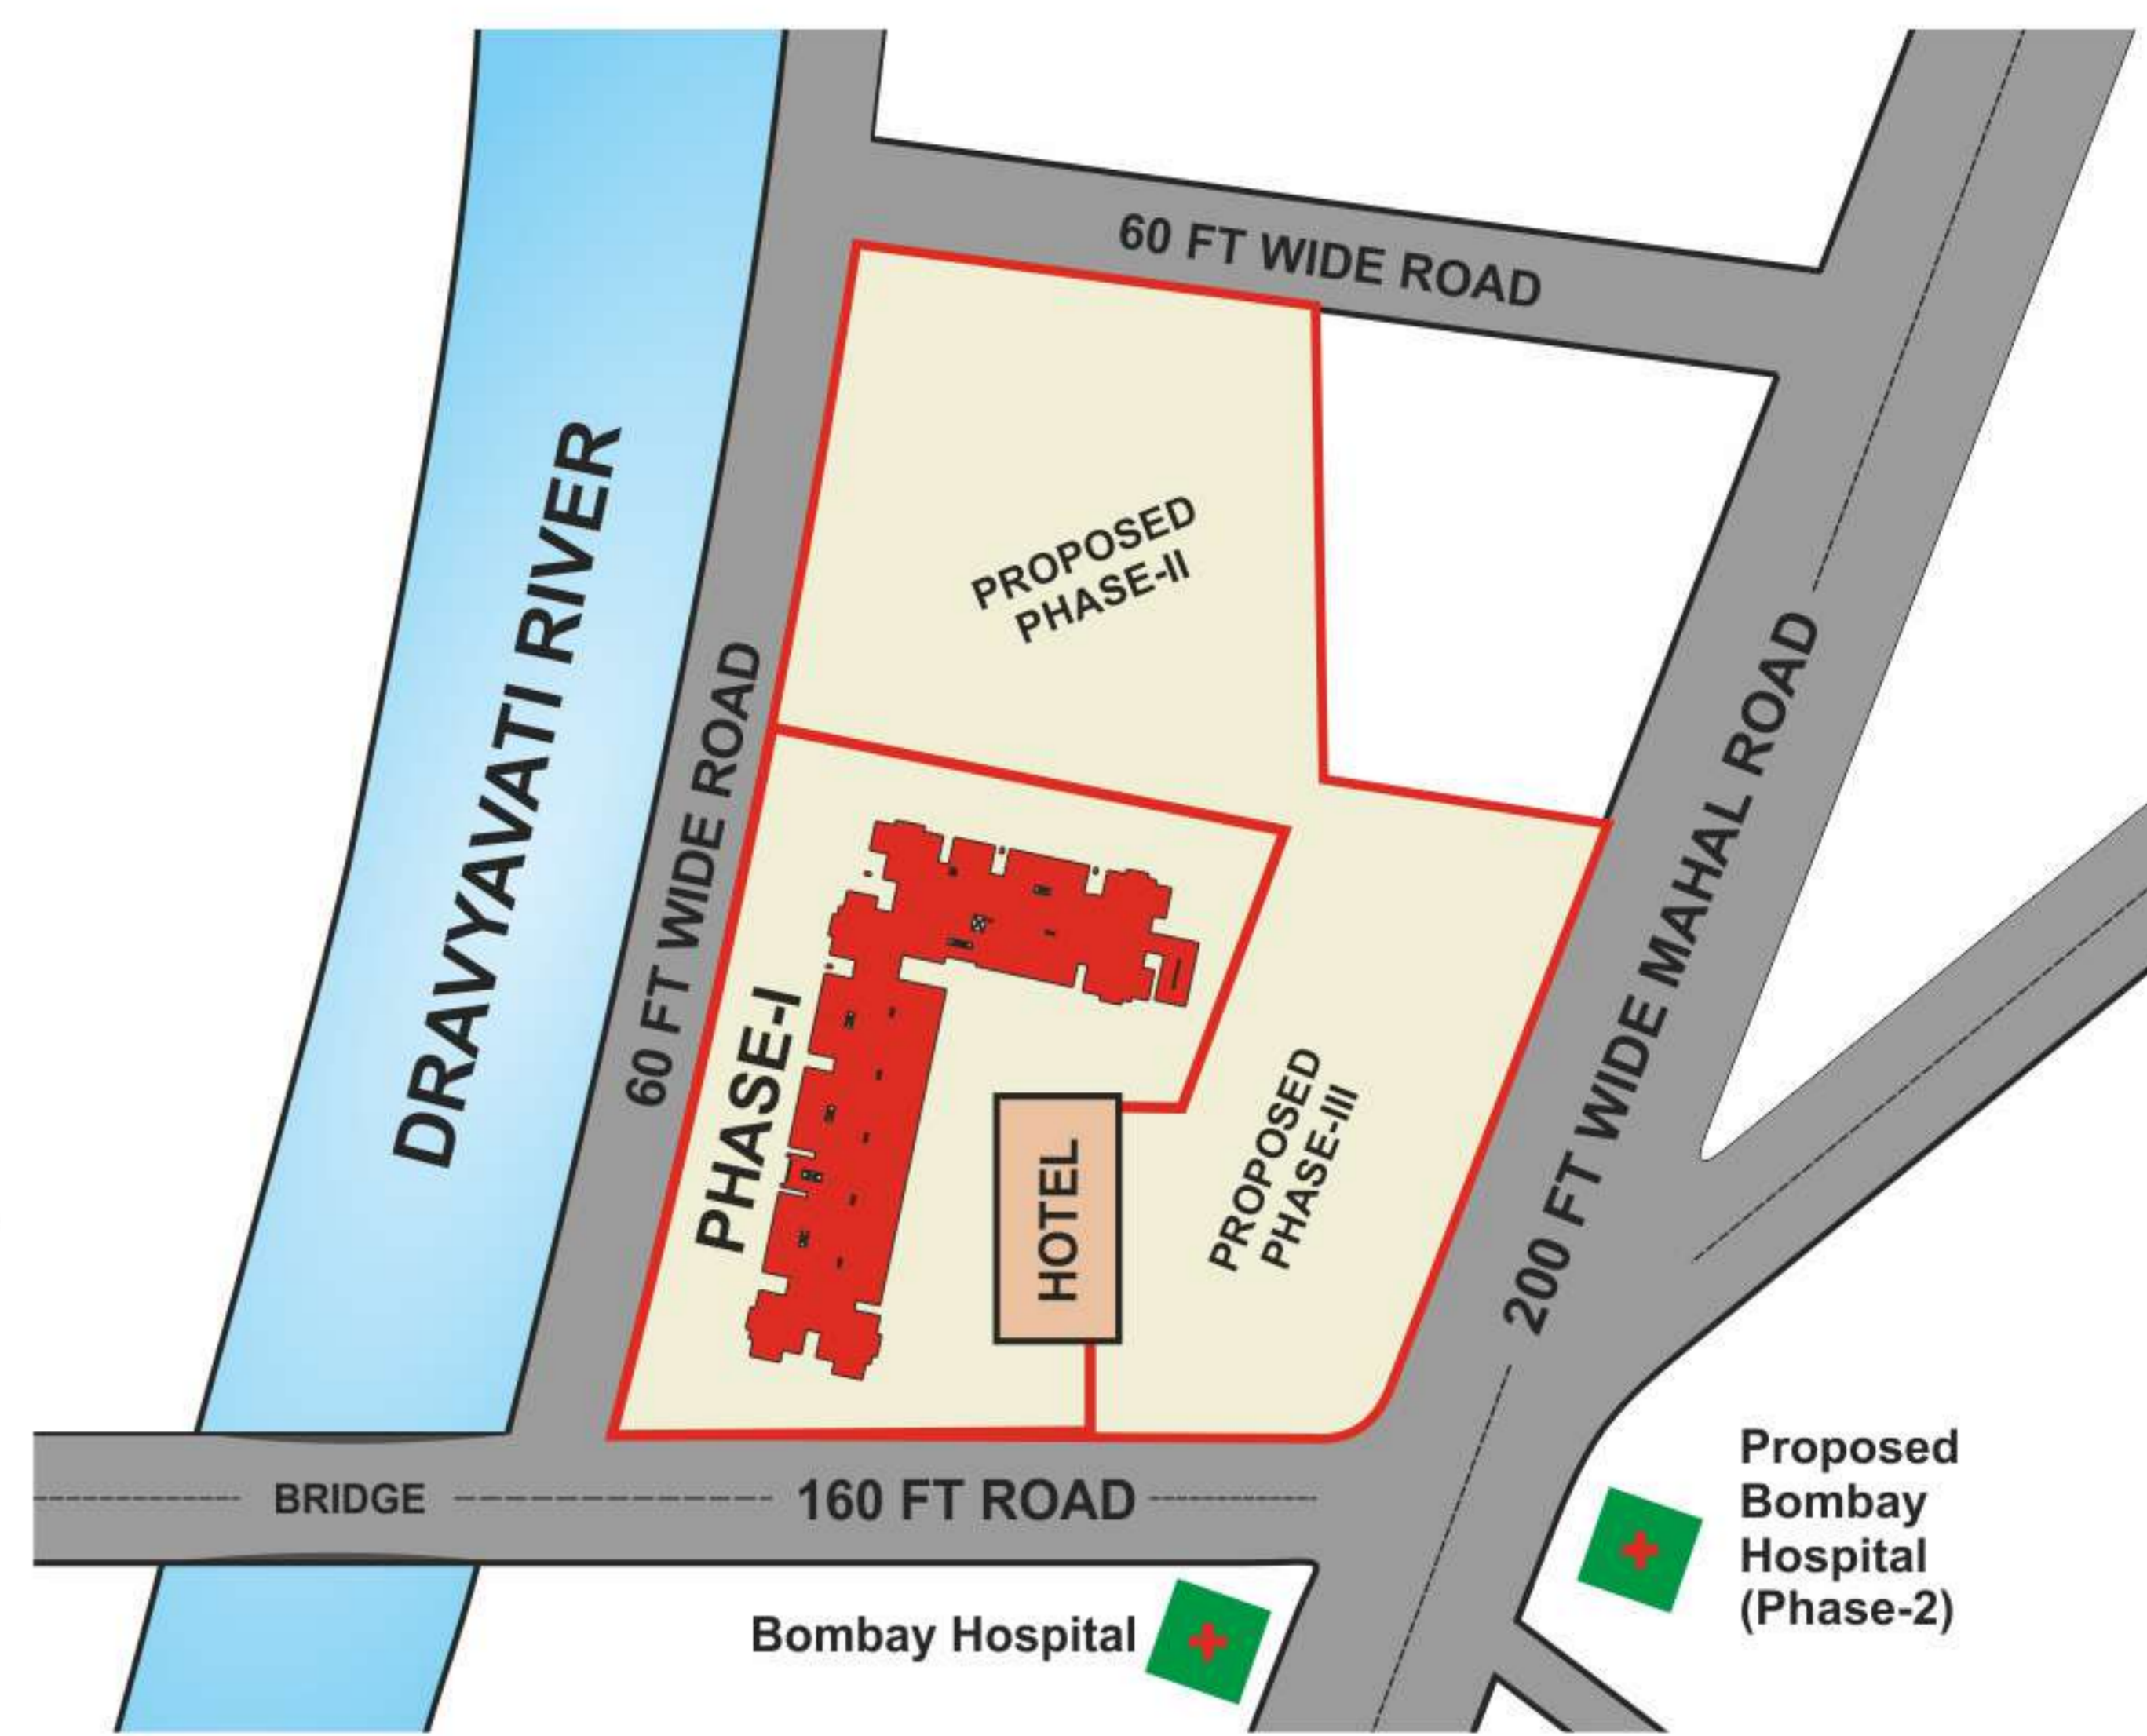 60 FT WIDE ROAD
DRAVYAVATI RIVER
PROPOSED
PHASE-II
60 FT WIDE ROAD
200 FT WIDE MAHAL ROAD
PHASE-I
HOTEL
PROPOSED
PHASE-III
BRIDGE
160 FT ROAD
Proposed
Bombay
Hospital
(Phase-2)
Bombay Hospital